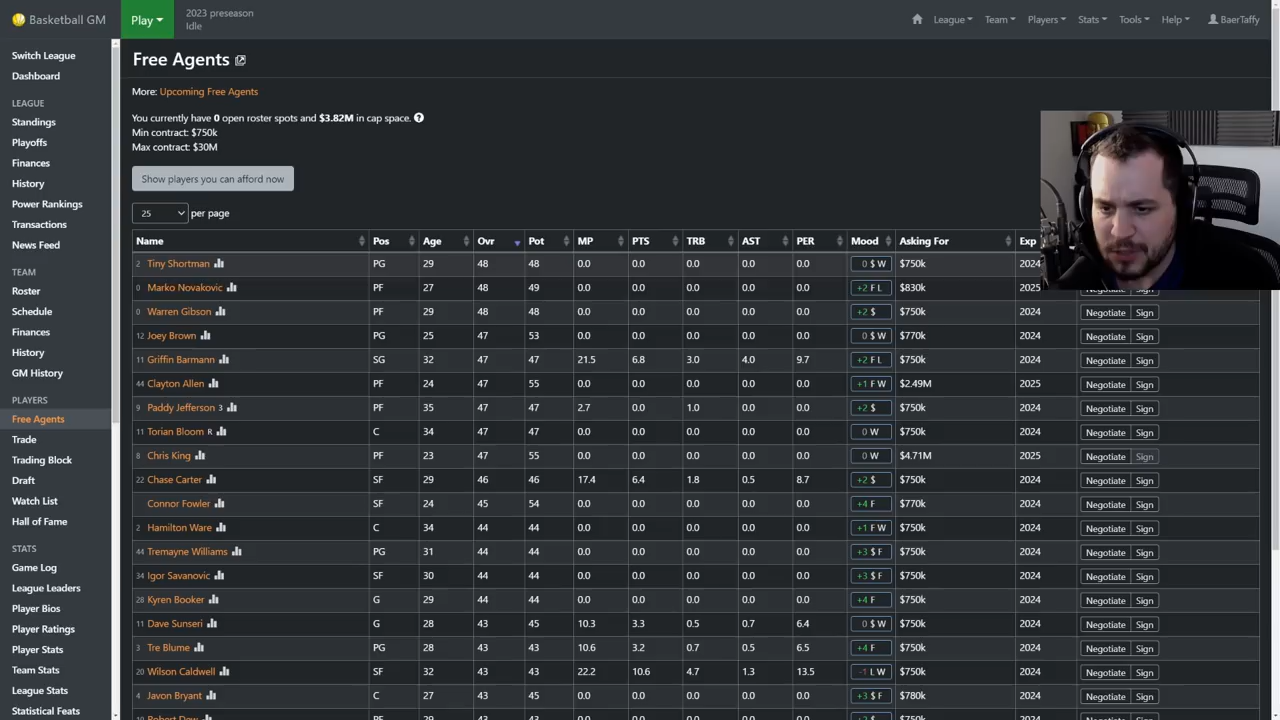 Basketball GM
Play
2023 preseason
Idle
League
Team
Players
Stats
Tools
Help
BaerTaffy
Switch League
Dashboard
LEAGUE
Standings
Playoffs
Finances
History
Power Rankings
Transactions
News Feed
TEAM
Roster
Schedule
Finances
History
GM History
PLAYERS
Free Agents
Trade
Trading Block
Draft
Watch List
Hall of Fame
STATS
Game Log
League Leaders
Player Bios
Player Ratings
Player Stats
Team Stats
League Stats
Statistical Feats
Free Agents
More: Upcoming Free Agents
You currently have 0 open roster spots and $3.82M in cap space.
Min contract: $750k
Max contract: $30M
Show players you can afford now
25 per page
Name Pos Age Ovr Pot MP PTS TRB AST PER Mood Asking For Exp
2 Tiny Shortman PG 29 48 48 0.0 0.0 0.0 0.0 0.0 0 $ W $750k 2024
0 Marko Novakovic PF 27 48 49 0.0 0.0 0.0 0.0 0.0 +2 F L $830k 2025
0 Warren Gibson PF 29 48 48 0.0 0.0 0.0 0.0 0.0 +2 $ $750k 2024 Negotiate Sign
12 Joey Brown PG 25 47 53 0.0 0.0 0.0 0.0 0.0 0 $ W $770k 2024 Negotiate Sign
11 Griffin Barmann SG 32 47 47 21.5 6.8 3.0 4.0 9.7 +2 F L $750k 2024 Negotiate Sign
44 Clayton Allen PF 24 47 55 0.0 0.0 0.0 0.0 0.0 +1 F W $2.49M 2025 Negotiate Sign
9 Paddy Jefferson 3 PF 35 47 47 2.7 0.0 1.0 0.0 0.0 +2 $ $750k 2024 Negotiate Sign
11 Torian Bloom R C 34 47 47 0.0 0.0 0.0 0.0 0.0 0 W $750k 2024 Negotiate Sign
8 Chris King PF 23 47 55 0.0 0.0 0.0 0.0 0.0 0 W $4.71M 2025 Negotiate Sign
22 Chase Carter SF 29 46 46 17.4 6.4 1.8 0.5 8.7 +2 $ $750k 2024 Negotiate Sign
Connor Fowler SF 24 45 54 0.0 0.0 0.0 0.0 0.0 +4 F $770k 2024 Negotiate Sign
2 Hamilton Ware C 34 44 44 0.0 0.0 0.0 0.0 0.0 +1 F W $750k 2024 Negotiate Sign
44 Tremayne Williams PG 31 44 44 0.0 0.0 0.0 0.0 0.0 +3 $ F $750k 2024 Negotiate Sign
34 Igor Savanovic SF 30 44 44 0.0 0.0 0.0 0.0 0.0 +3 $ F $750k 2024 Negotiate Sign
28 Kyren Booker G 29 44 44 0.0 0.0 0.0 0.0 0.0 +4 F $750k 2024 Negotiate Sign
11 Dave Sunseri G 28 43 45 10.3 3.3 0.5 0.7 6.4 0 $ W $750k 2024 Negotiate Sign
3 Tre Blume PG 28 43 43 10.6 3.2 0.7 0.5 6.5 +4 F $750k 2024 Negotiate Sign
20 Wilson Caldwell SF 32 43 43 22.2 10.6 4.7 1.3 13.5 -1 L W $750k 2024 Negotiate Sign
4 Javon Bryant C 27 43 45 0.0 0.0 0.0 0.0 0.0 +3 $ F $780k 2024 Negotiate Sign